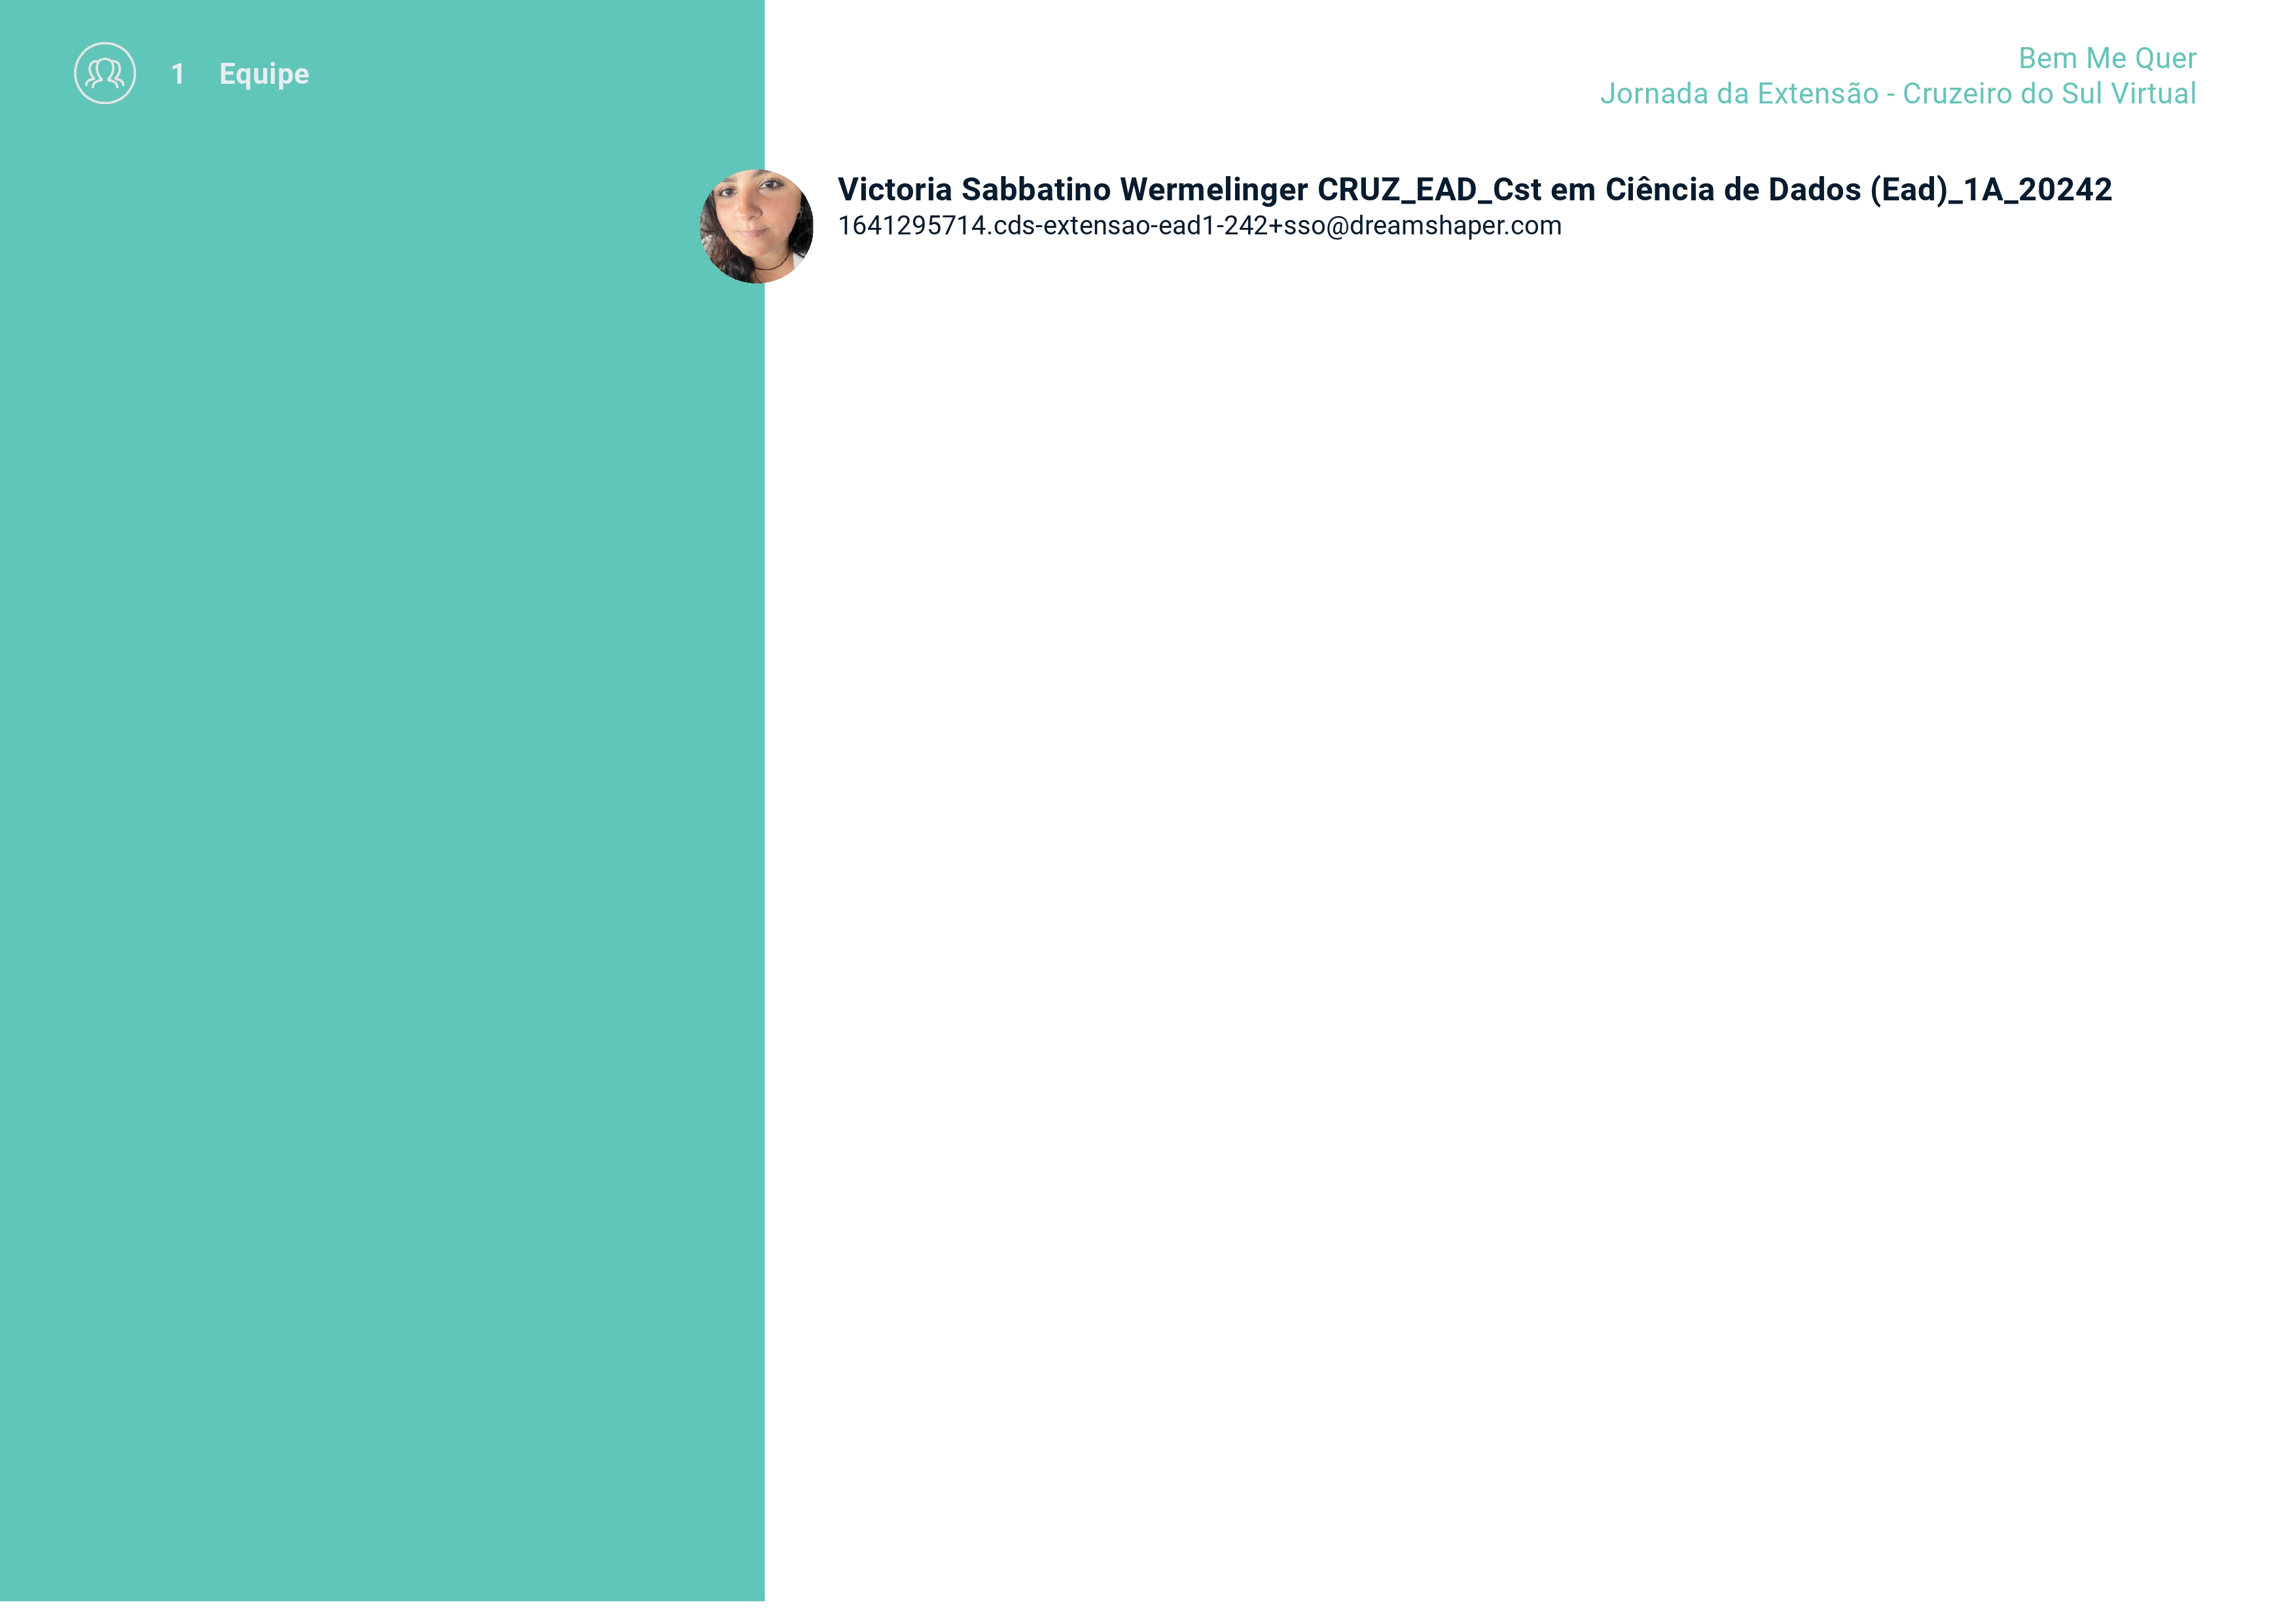 1 Equipe
Bem Me Quer
Jornada da Extensão - Cruzeiro do Sul Virtual
Victoria Sabbatino Wermelinger CRUZ_EAD_Cst em Ciência de Dados (Ead)_1A_20242
1641295714.cds-extensao-ead1-242+sso@dreamshaper.com